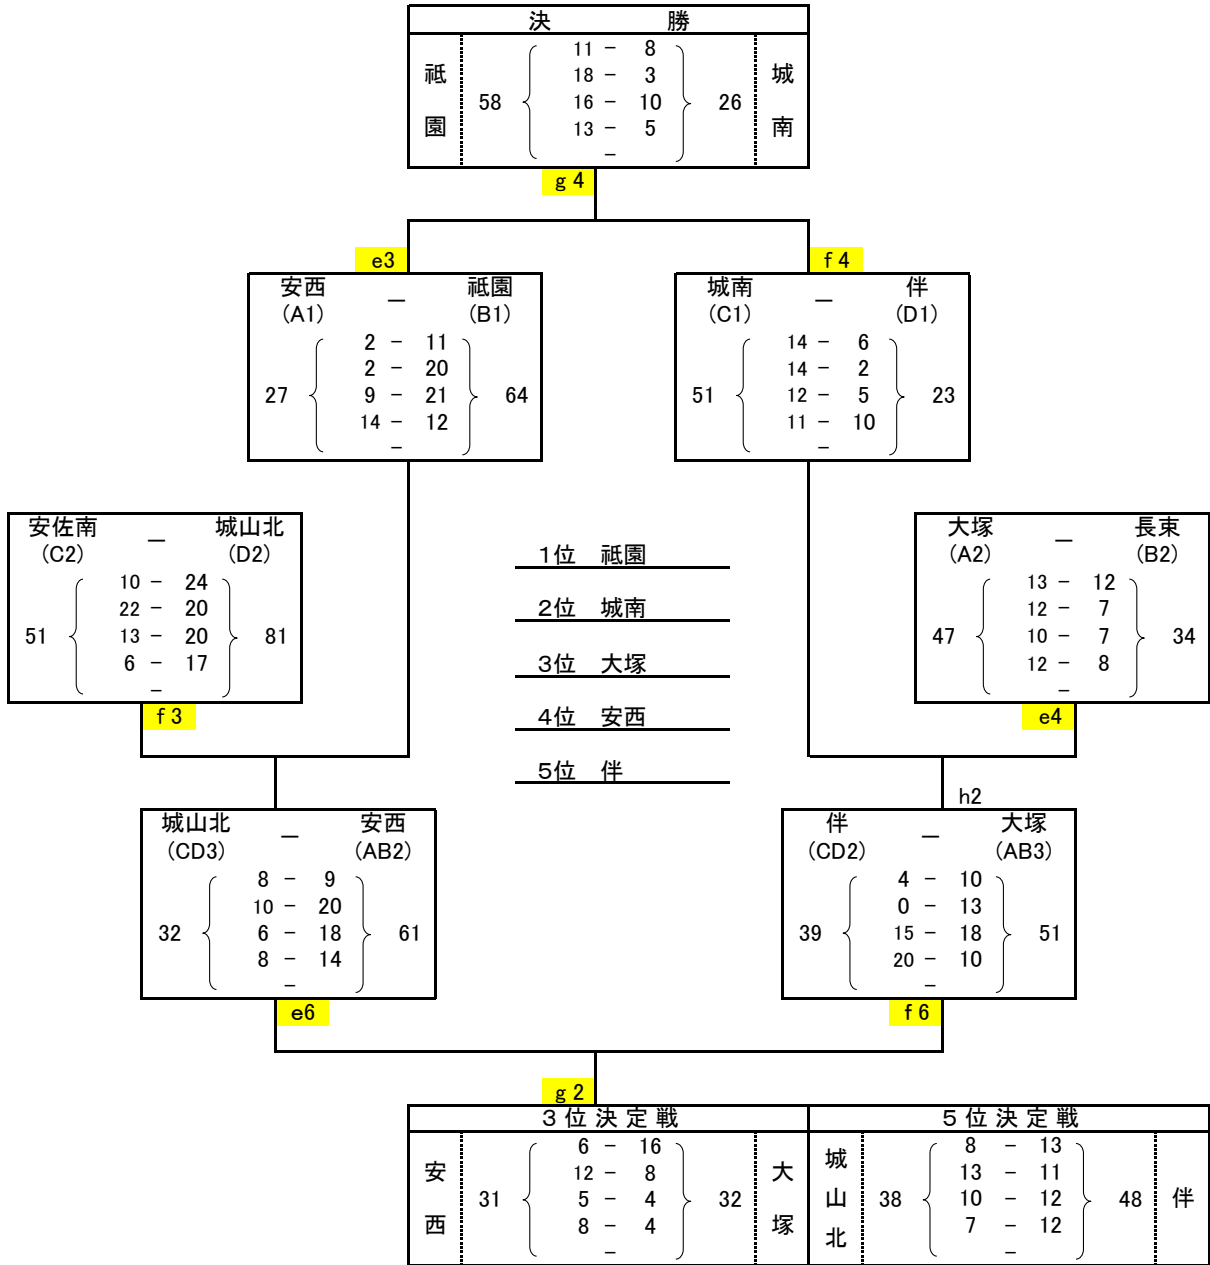 決 勝
祇園 58 26 城南
11 − 8
18 − 3
16 − 10
13 − 5
−
g 4
e3 f 4
安西 − 祇園
(A1) (B1)
2 − 11
2 − 20
27 9 − 21 64
14 − 12
−
城南 − 伴
(C1) (D1)
14 − 6
14 − 2
51 12 − 5 23
11 − 10
−
安佐南 − 城山北
(C2) (D2)
10 − 24
22 − 20
51 13 − 20 81
6 − 17
−
f 3
1位 祇園
2位 城南
3位 大塚
4位 安西
5位 伴
大塚 − 長束
(A2) (B2)
13 − 12
12 − 7
47 10 − 7 34
12 − 8
−
e4
h2
城山北 − 安西
(CD3) (AB2)
8 − 9
10 − 20
32 6 − 18 61
8 − 14
−
e6
伴 − 大塚
(CD2) (AB3)
4 − 10
0 − 13
39 15 − 18 51
20 − 10
−
f 6
g 2
3 位 決 定 戦
安西 31 32 大塚
6 − 16
12 − 8
5 − 4
8 − 4
−
5 位 決 定 戦
城山北 38 48 伴
8 − 13
13 − 11
10 − 12
7 − 12
−